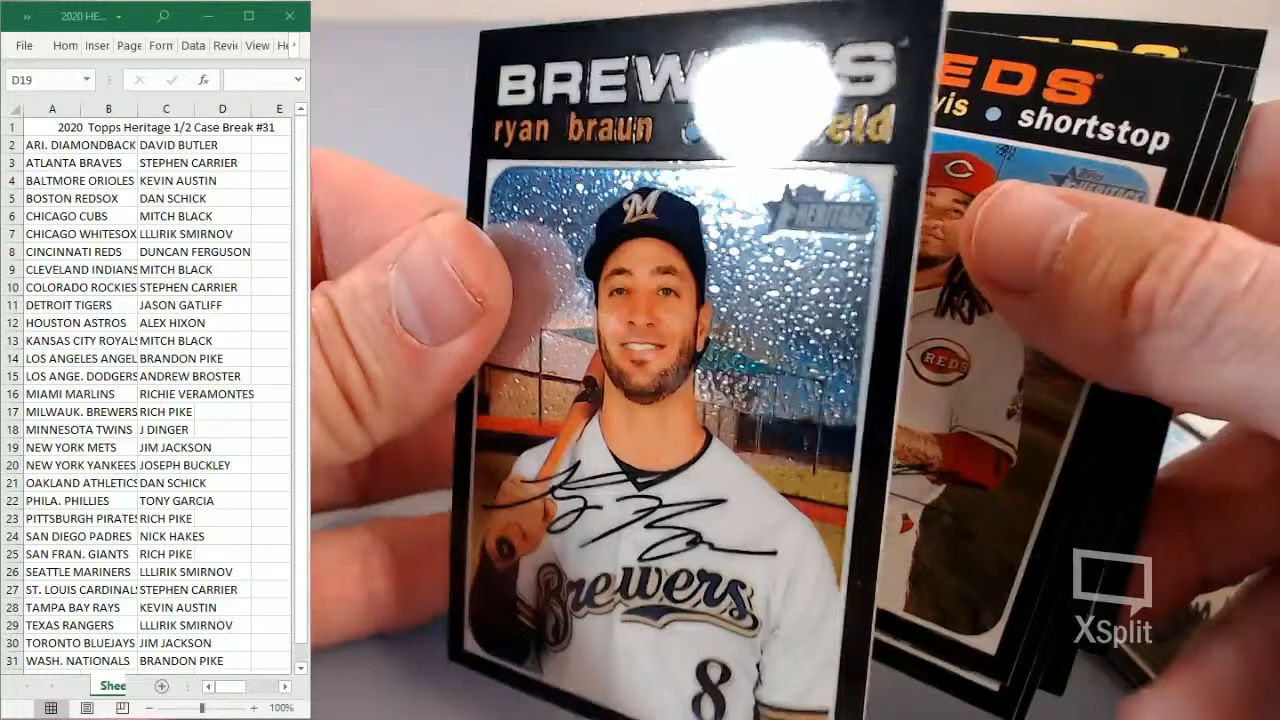 2020 HE...
File Hom Inser Page Forn Data Revie View He
D19
fx
A B C D E
1 2020 Topps Heritage 1/2 Case Break #31
2 ARI. DIAMONDBACK DAVID BUTLER
3 ATLANTA BRAVES STEPHEN CARRIER
4 BALTMORE ORIOLES KEVIN AUSTIN
5 BOSTON REDSOX DAN SCHICK
6 CHICAGO CUBS MITCH BLACK
7 CHICAGO WHITESOX LLLIRIK SMIRNOV
8 CINCINNATI REDS DUNCAN FERGUSON
9 CLEVELAND INDIANS MITCH BLACK
10 COLORADO ROCKIES STEPHEN CARRIER
11 DETROIT TIGERS JASON GATLIFF
12 HOUSTON ASTROS ALEX HIXON
13 KANSAS CITY ROYALS MITCH BLACK
14 LOS ANGELES ANGEL BRANDON PIKE
15 LOS ANGE. DODGERS ANDREW BROSTER
16 MIAMI MARLINS RICHIE VERAMONTES
17 MILWAUK. BREWERS RICH PIKE
18 MINNESOTA TWINS J DINGER
19 NEW YORK METS JIM JACKSON
20 NEW YORK YANKEES JOSEPH BUCKLEY
21 OAKLAND ATHLETICS DAN SCHICK
22 PHILA. PHILLIES TONY GARCIA
23 PITTSBURGH PIRATES RICH PIKE
24 SAN DIEGO PADRES NICK HAKES
25 SAN FRAN. GIANTS RICH PIKE
26 SEATTLE MARINERS LLLIRIK SMIRNOV
27 ST. LOUIS CARDINALS STEPHEN CARRIER
28 TAMPA BAY RAYS KEVIN AUSTIN
29 TEXAS RANGERS LLLIRIK SMIRNOV
30 TORONTO BLUEJAYS JIM JACKSON
31 WASH. NATIONALS BRANDON PIKE
Shee
100%
BREW S
ryan braun eld
HERITAGE
M
Brewers
8
EDS
vis shortstop
Topps
HERITAGE
C
REDS
XSplit